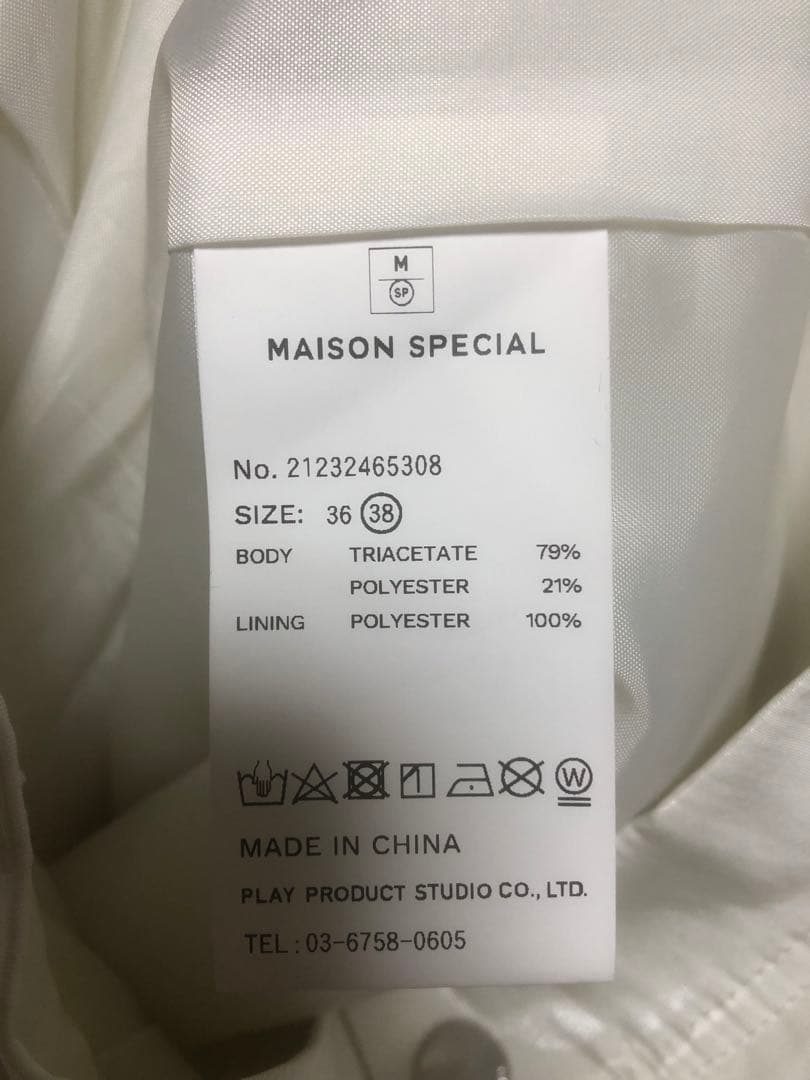 M
SP
MAISON SPECIAL
No. 21232465308
SIZE: 36 38
BODY TRIACETATE 79%
POLYESTER 21%
LINING POLYESTER 100%
W
MADE IN CHINA
PLAY PRODUCT STUDIO CO., LTD.
TEL : 03-6758-0605